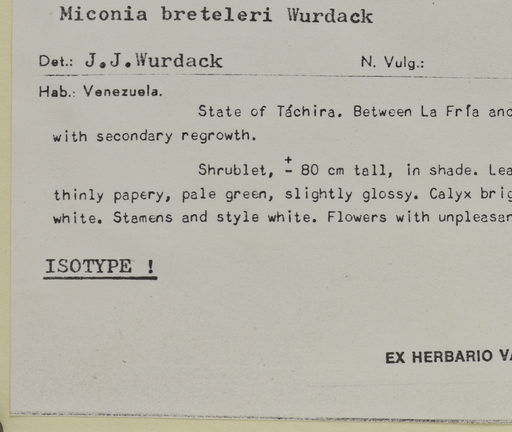 Miconia breteleri Wurdack
Det.: J.J.Wurdack N. Vulg.:
Hab.: Venezuela.
State of Táchira. Between La Fría and
with secondary regrowth.
Shrublet, ± 80 cm tall, in shade.
thinly papery, pale green, slightly glossy. Calyx
white. Stamens and style white. Flowers with
ISOTYPE !
EX HERBARIO